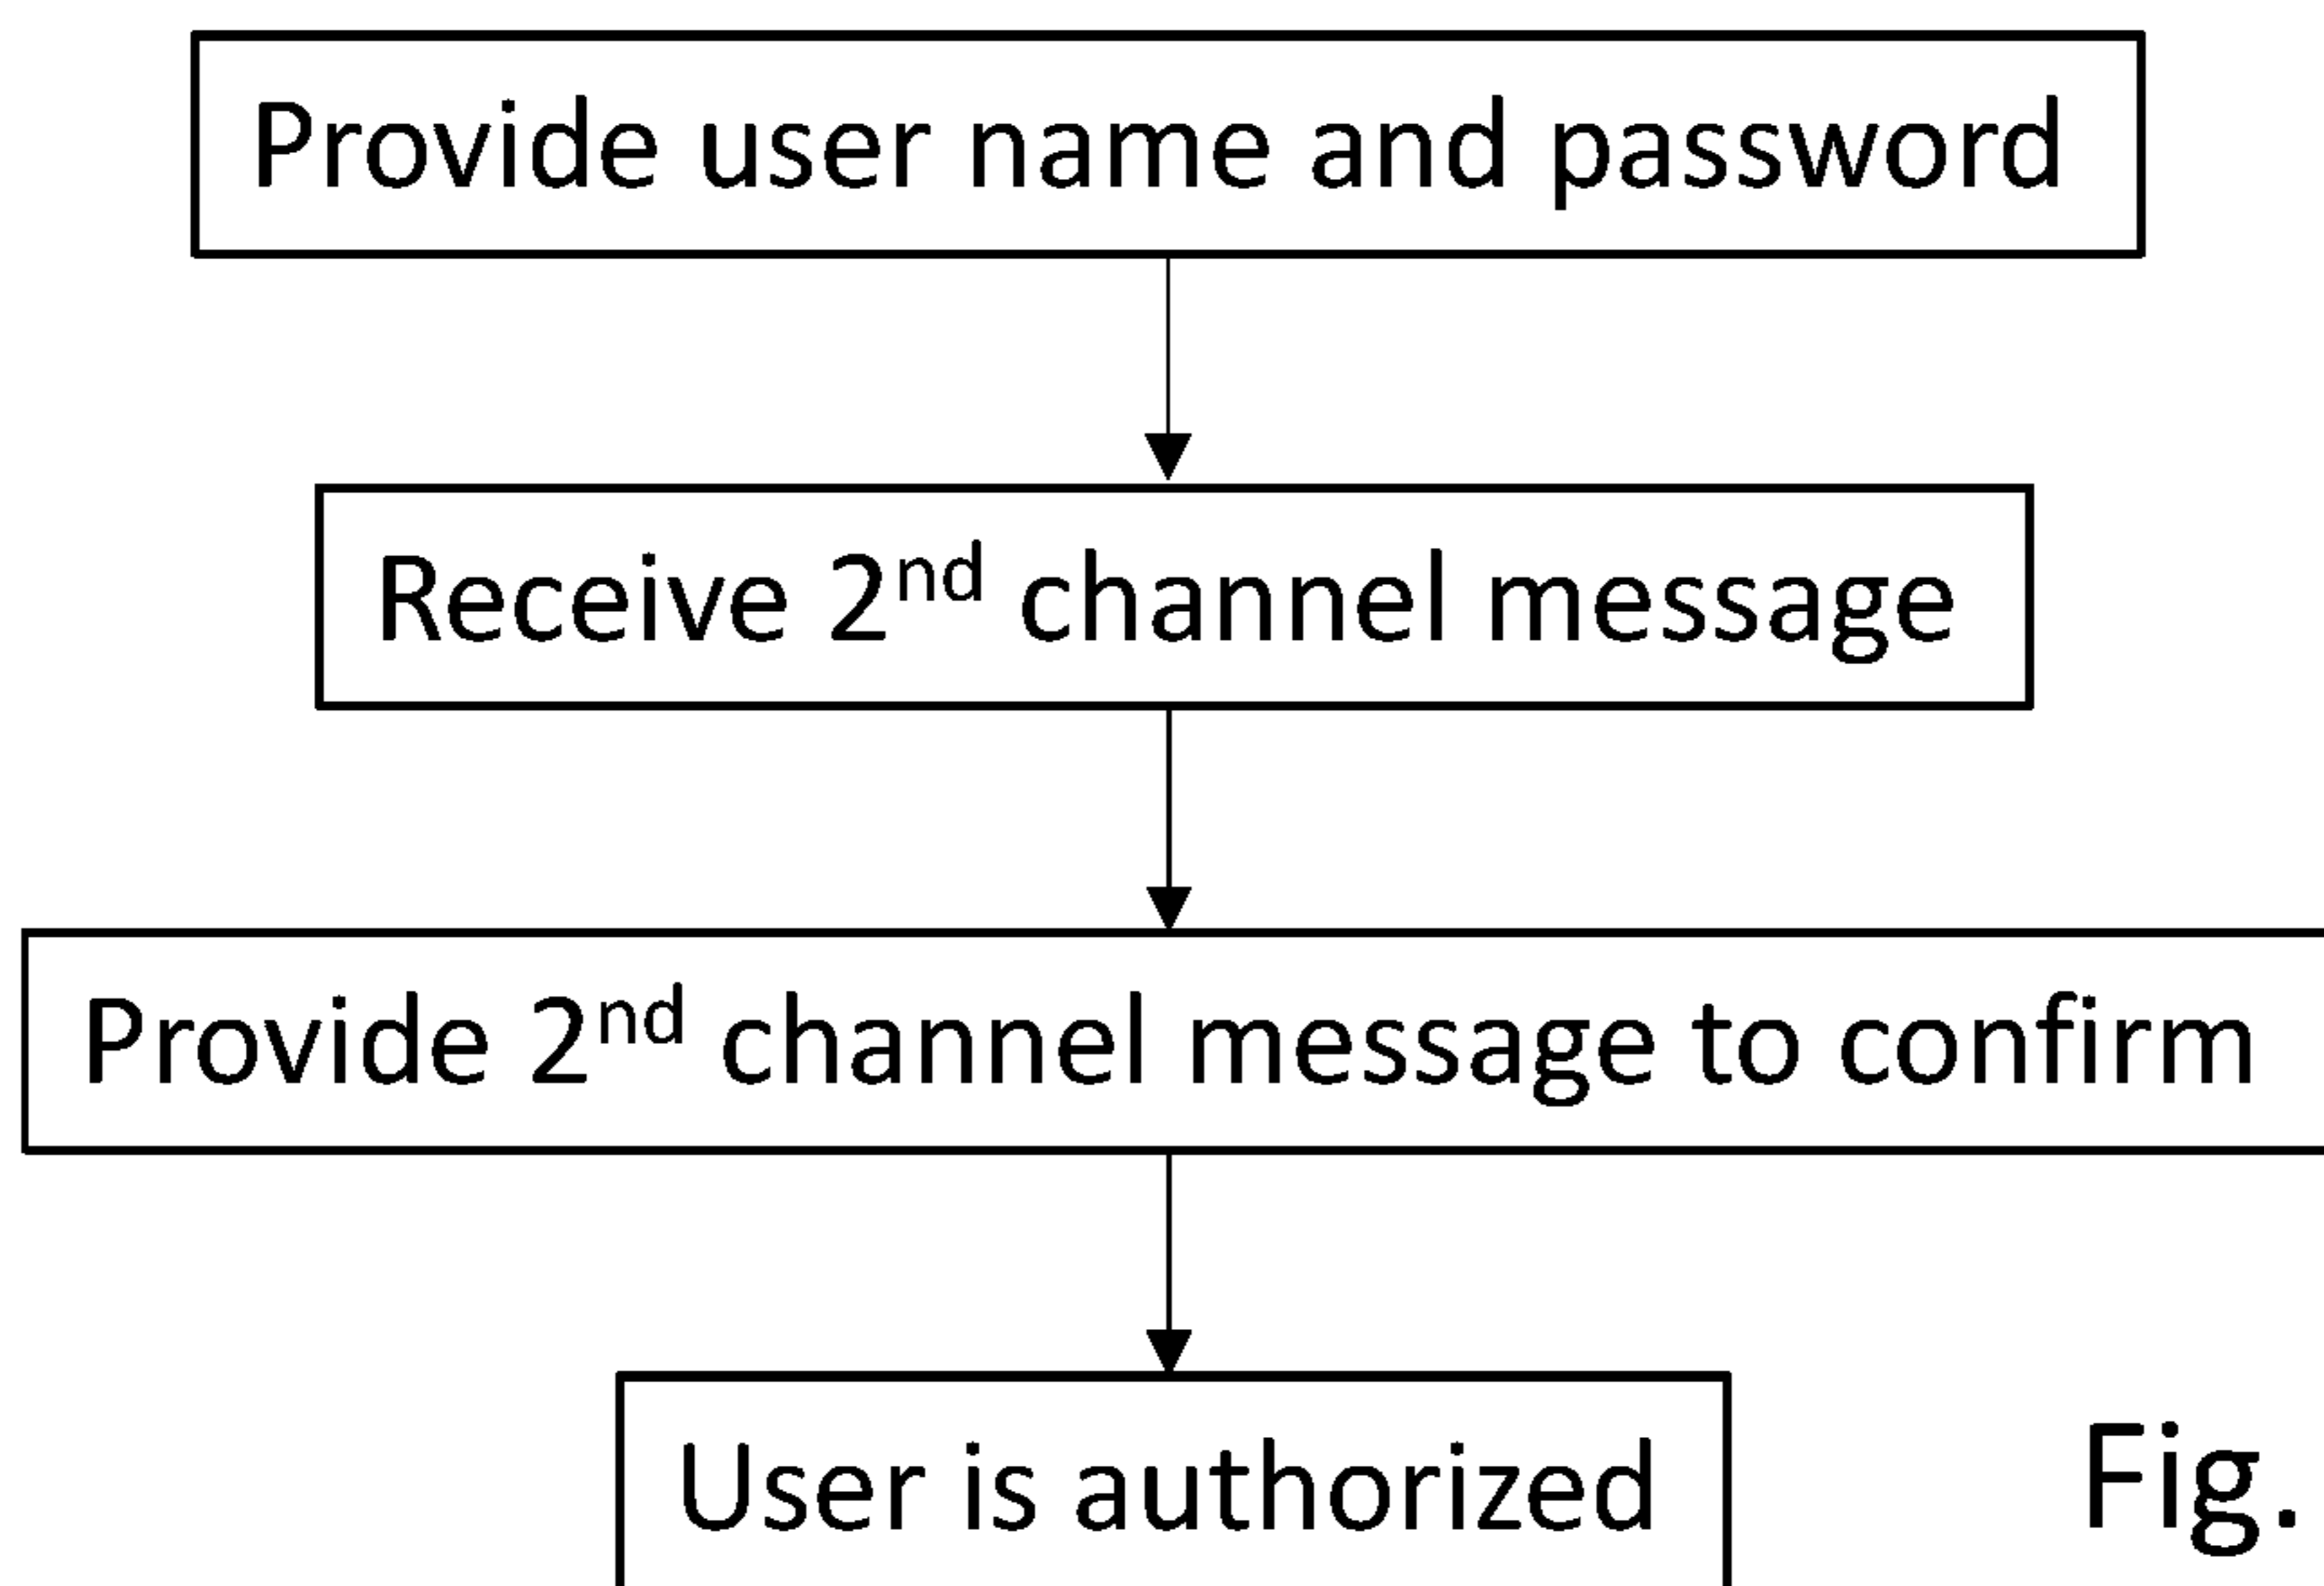 Provide user name and password
Receive 2nd channel message
Provide 2nd channel message to confirm
User is authorized
Fig.